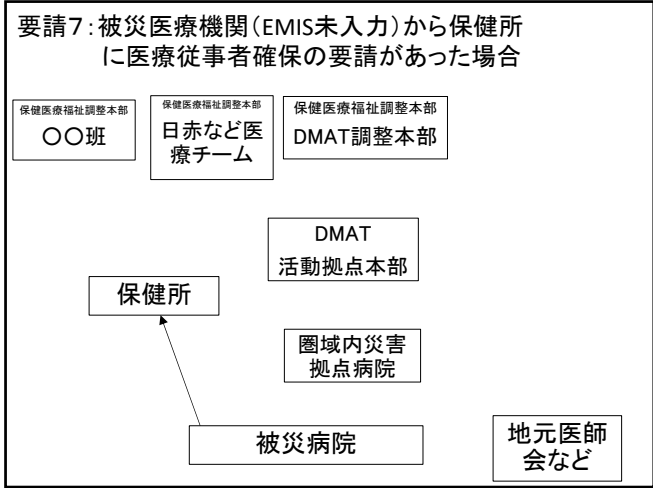 要請7：被災医療機関（EMIS未入力）から保健所
に医療従事者確保の要請があった場合
保健医療福祉調整本部
〇〇班
保健医療福祉調整本部
日赤など医
療チーム
保健医療福祉調整本部
DMAT調整本部
DMAT
活動拠点本部
保健所
圏域内災害
拠点病院
被災病院
地元医師
会など